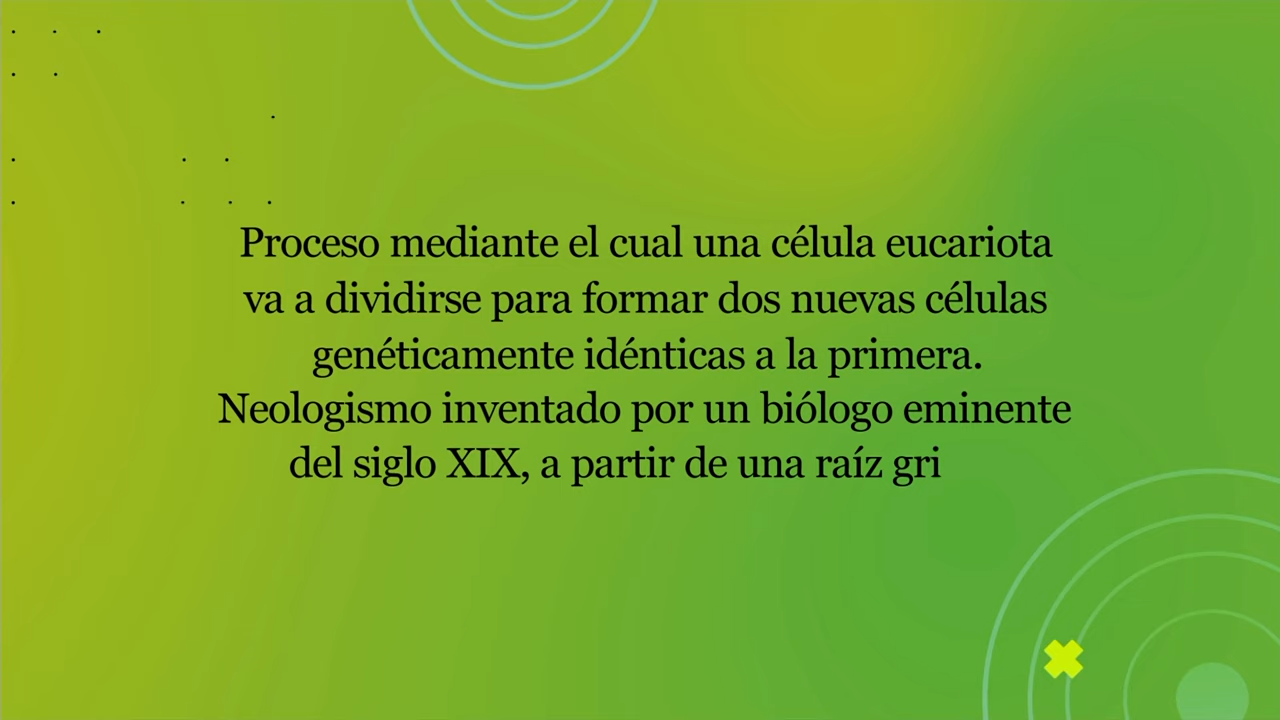 Proceso mediante el cual una célula eucariota
va a dividirse para formar dos nuevas células
genéticamente idénticas a la primera.
Neologismo inventado por un biólogo eminente
del siglo XIX, a partir de una raíz gri